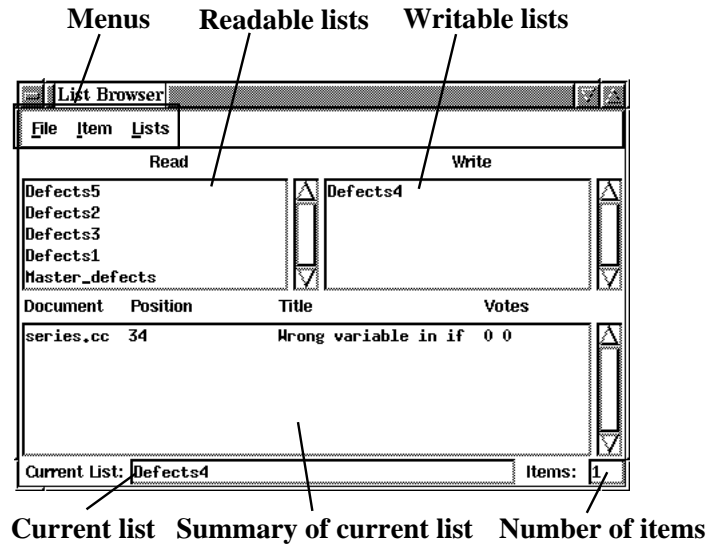 Menus Readable lists Writable lists
List Browser
File Item Lists
Read Write
Defects5 Defects4
Defects2
Defects3
Defects1
Master_defects
Document Position Title Votes
series.cc 34 Wrong variable in if 0 0
Current List: Defects4 Items: 1
Current list Summary of current list Number of items